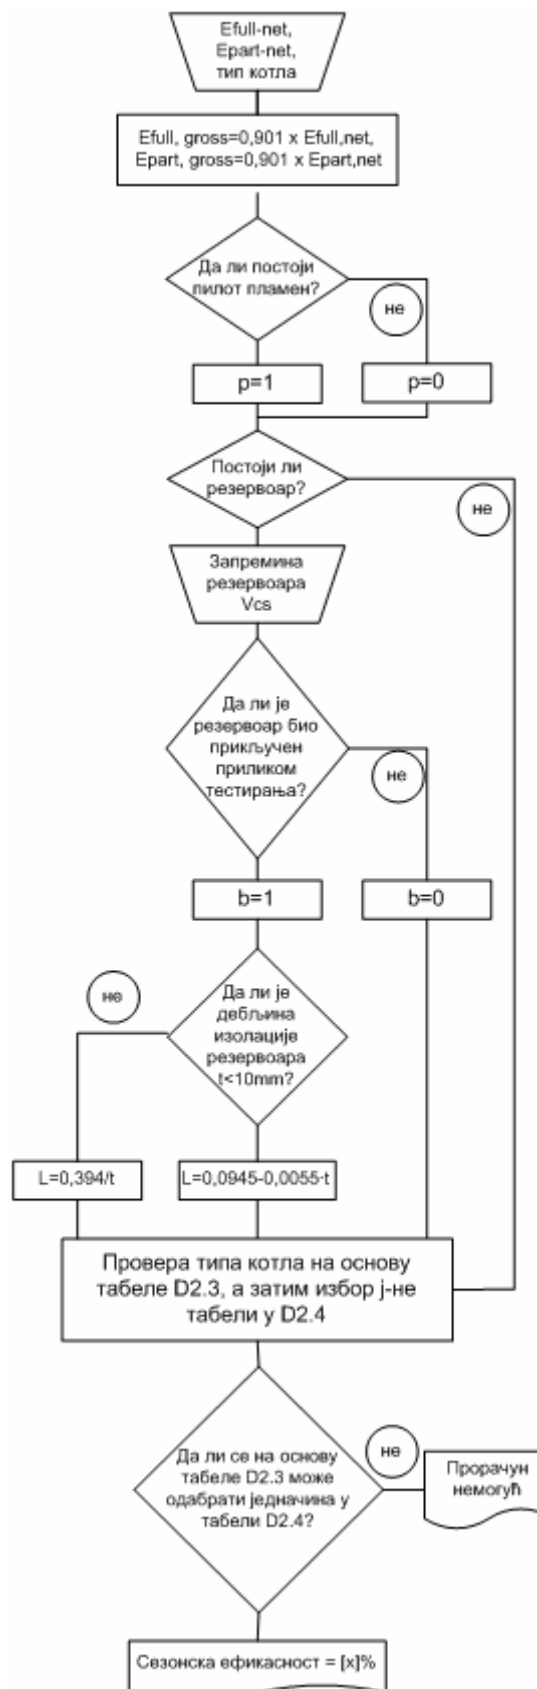 Efull-net,
Epart-net,
тип котла
Efull, gross=0,901 x Efull,net,
Epart, gross=0,901 x Epart,net
Да ли постоји
пилот пламен?
не
p=1
p=0
Постоји ли
резервоар?
не
Запремина
резервоара
Vcs
Да ли је
резервоар био
прикључен
приликом
тестирања?
не
b=1
b=0
не
Да ли је
дебљина
изолације
резервоара
t<10mm?
L=0,394/t
L=0,0945-0,0055·t
Провера типа котла на основу
табеле D2.3, а затим избор ј-не
табели у D2.4
не
Да ли се на основу
табеле D2.3 може
одабрати једначина у
табели D2.4?
Прорачун
немогућ
Сезонска ефикасност = [x]%